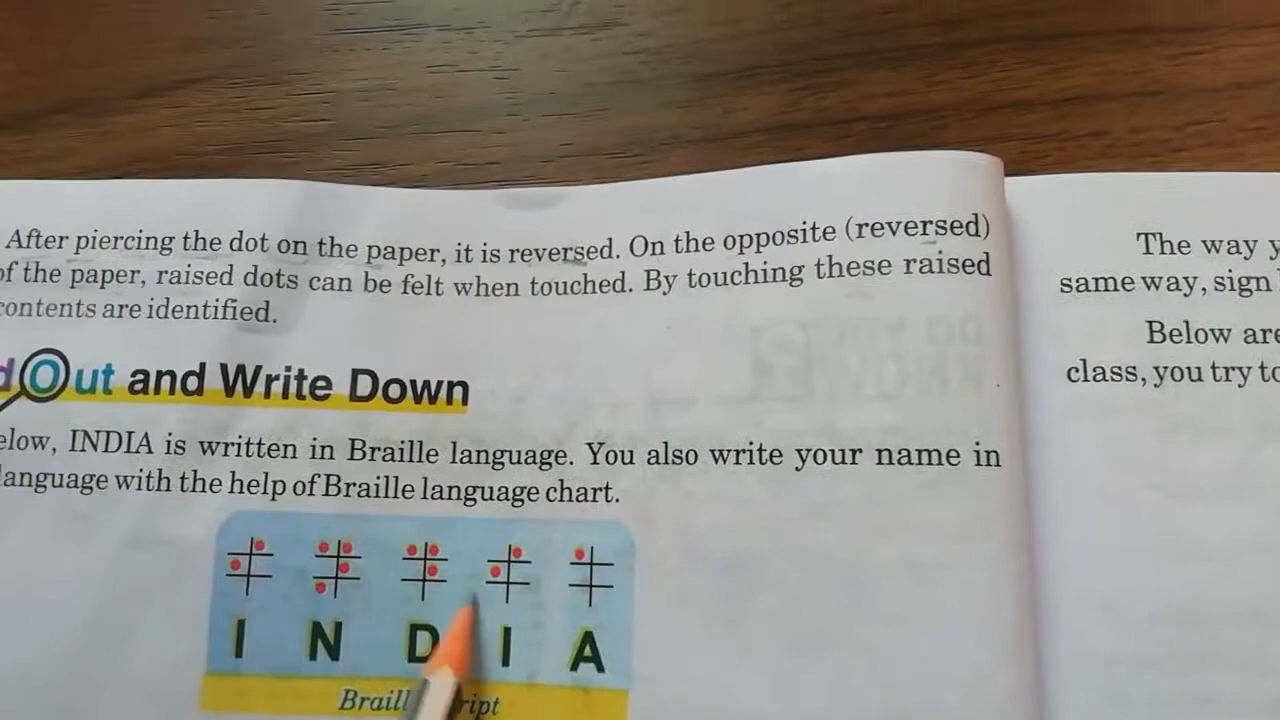 After piercing the dot on the paper, it is reversed. On the opposite (reversed)
of the paper, raised dots can be felt when touched. By touching these raised
contents are identified.
d Out and Write Down
elow, INDIA is written in Braille language. You also write your name in
language with the help of Braille language chart.
I N D I A
Braill ript
The way y
same way, sign
Below are
class, you try to